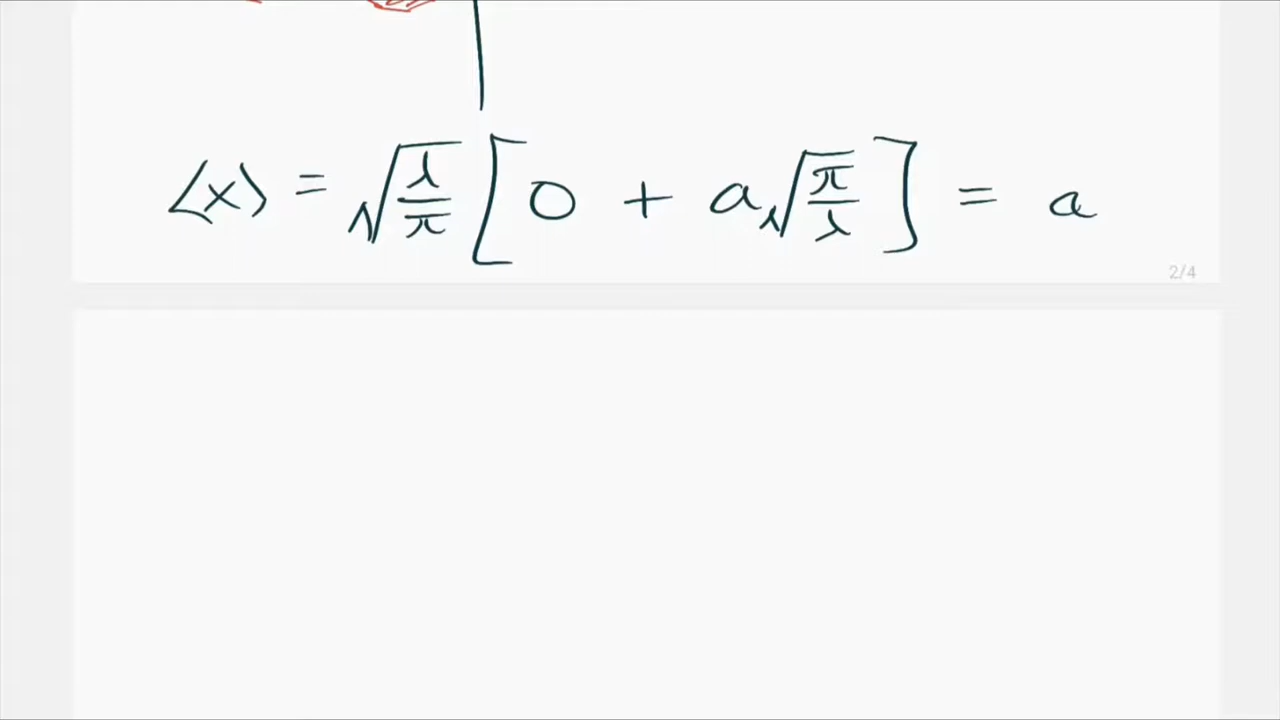 ⟨x⟩ = √(λ/π) [ 0 + a√(π/λ) ] = a
2/4